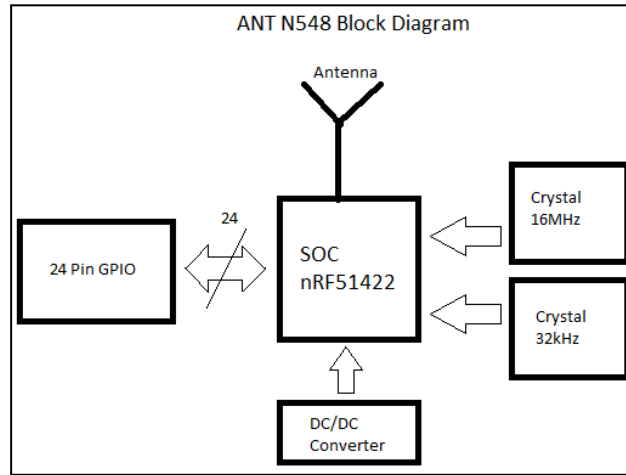 ANT N548 Block Diagram
Antenna
24
24 Pin GPIO
SOC
nRF51422
Crystal
16MHz
Crystal
32kHz
DC/DC
Converter